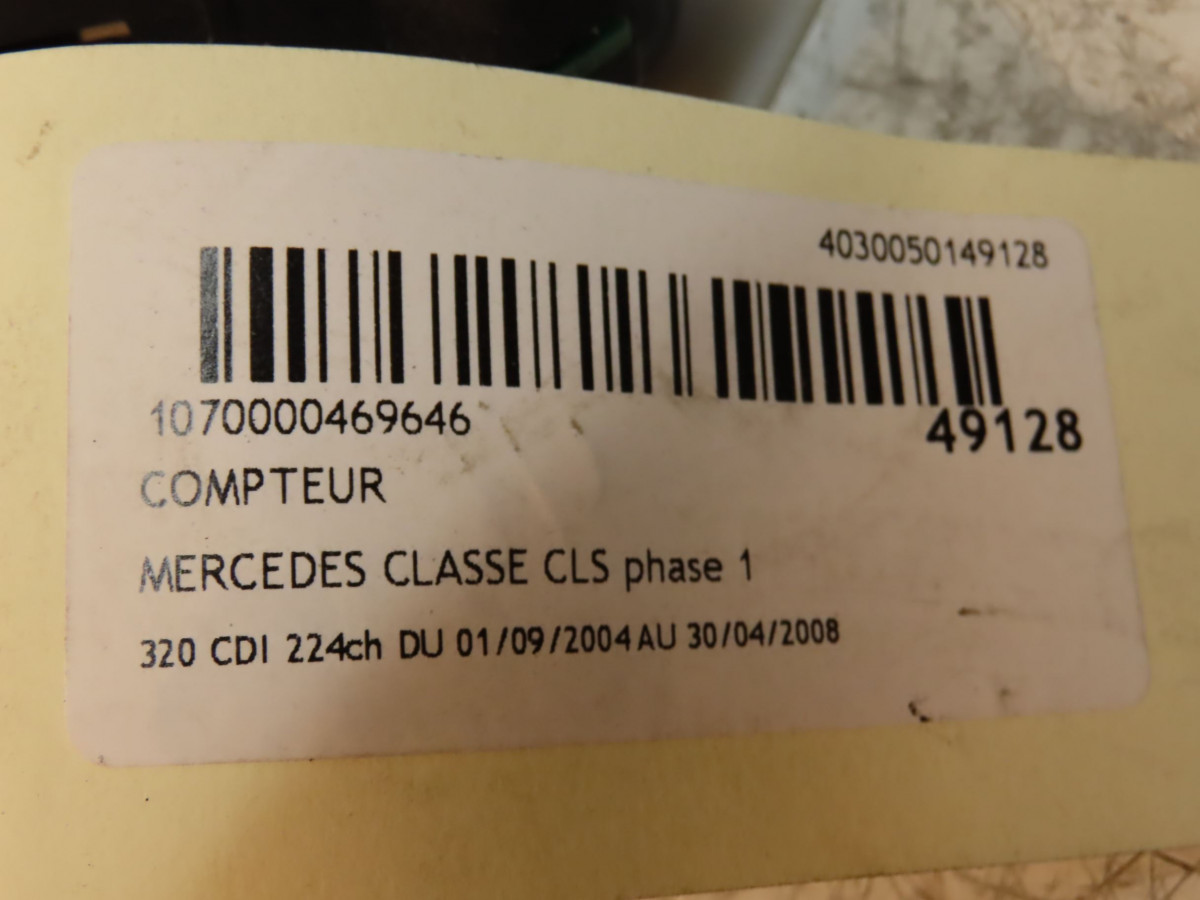 4030050149128
1070000469646
49128
COMPTEUR
MERCEDES CLASSE CLS phase 1
320 CDI 224ch DU 01/09/2004 AU 30/04/2008